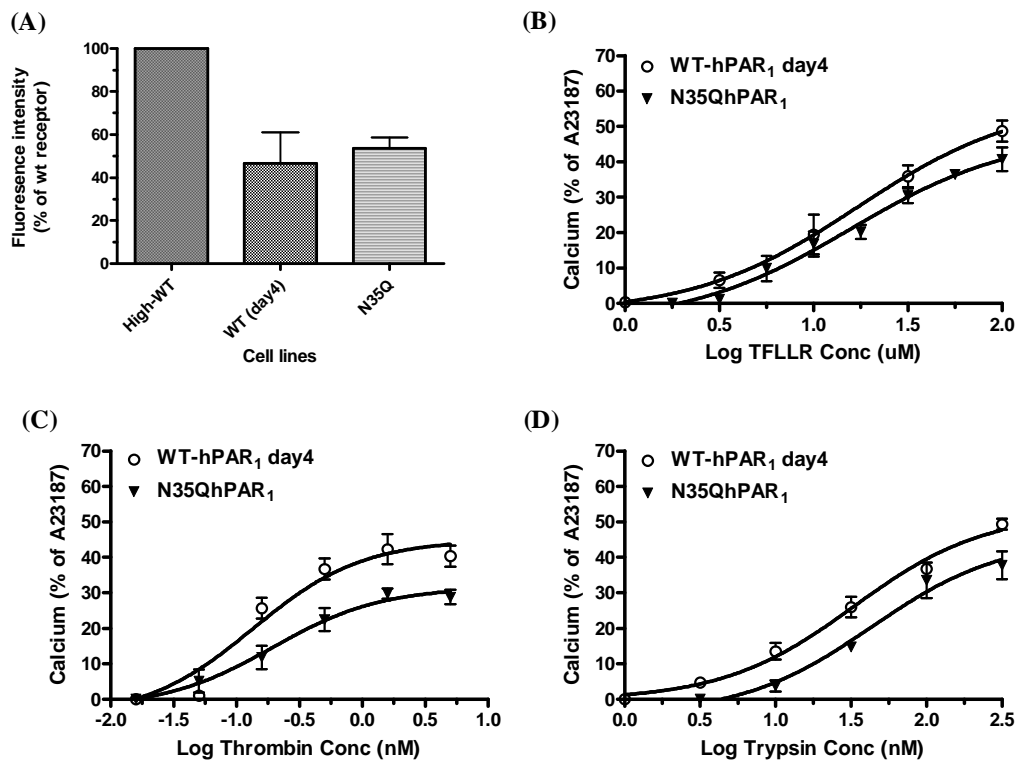 (A)
Fluoresence intensity
(% of wt receptor)
100
80
60
40
20
0
High-WT
WT (day4)
N35Q
Cell lines
(B)
Calcium (% of A23187)
70
60
50
40
30
20
10
0
WT-hPAR₁ day4
N35QhPAR₁
0.0 0.5 1.0 1.5 2.0
Log TFLLR Conc (uM)
(C)
Calcium (% of A23187)
70
60
50
40
30
20
10
0
WT-hPAR₁ day4
N35QhPAR₁
-2.0 -1.5 -1.0 -0.5 0.0 0.5 1.0
Log Thrombin Conc (nM)
(D)
Calcium (% of A23187)
70
60
50
40
30
20
10
0
WT-hPAR₁ day4
N35QhPAR₁
0.0 0.5 1.0 1.5 2.0 2.5
Log Trypsin Conc (nM)